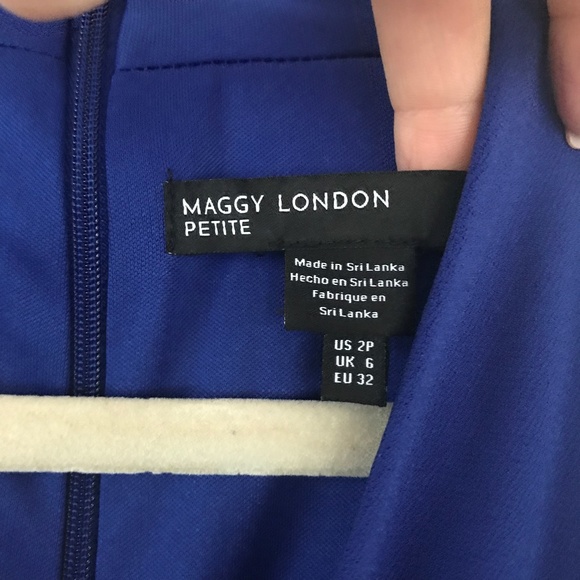 MAGGY LONDON
PETITE
Made in Sri Lanka
Hecho en Sri Lanka
Fabrique en
Sri Lanka
US 2P
UK 6
EU 32